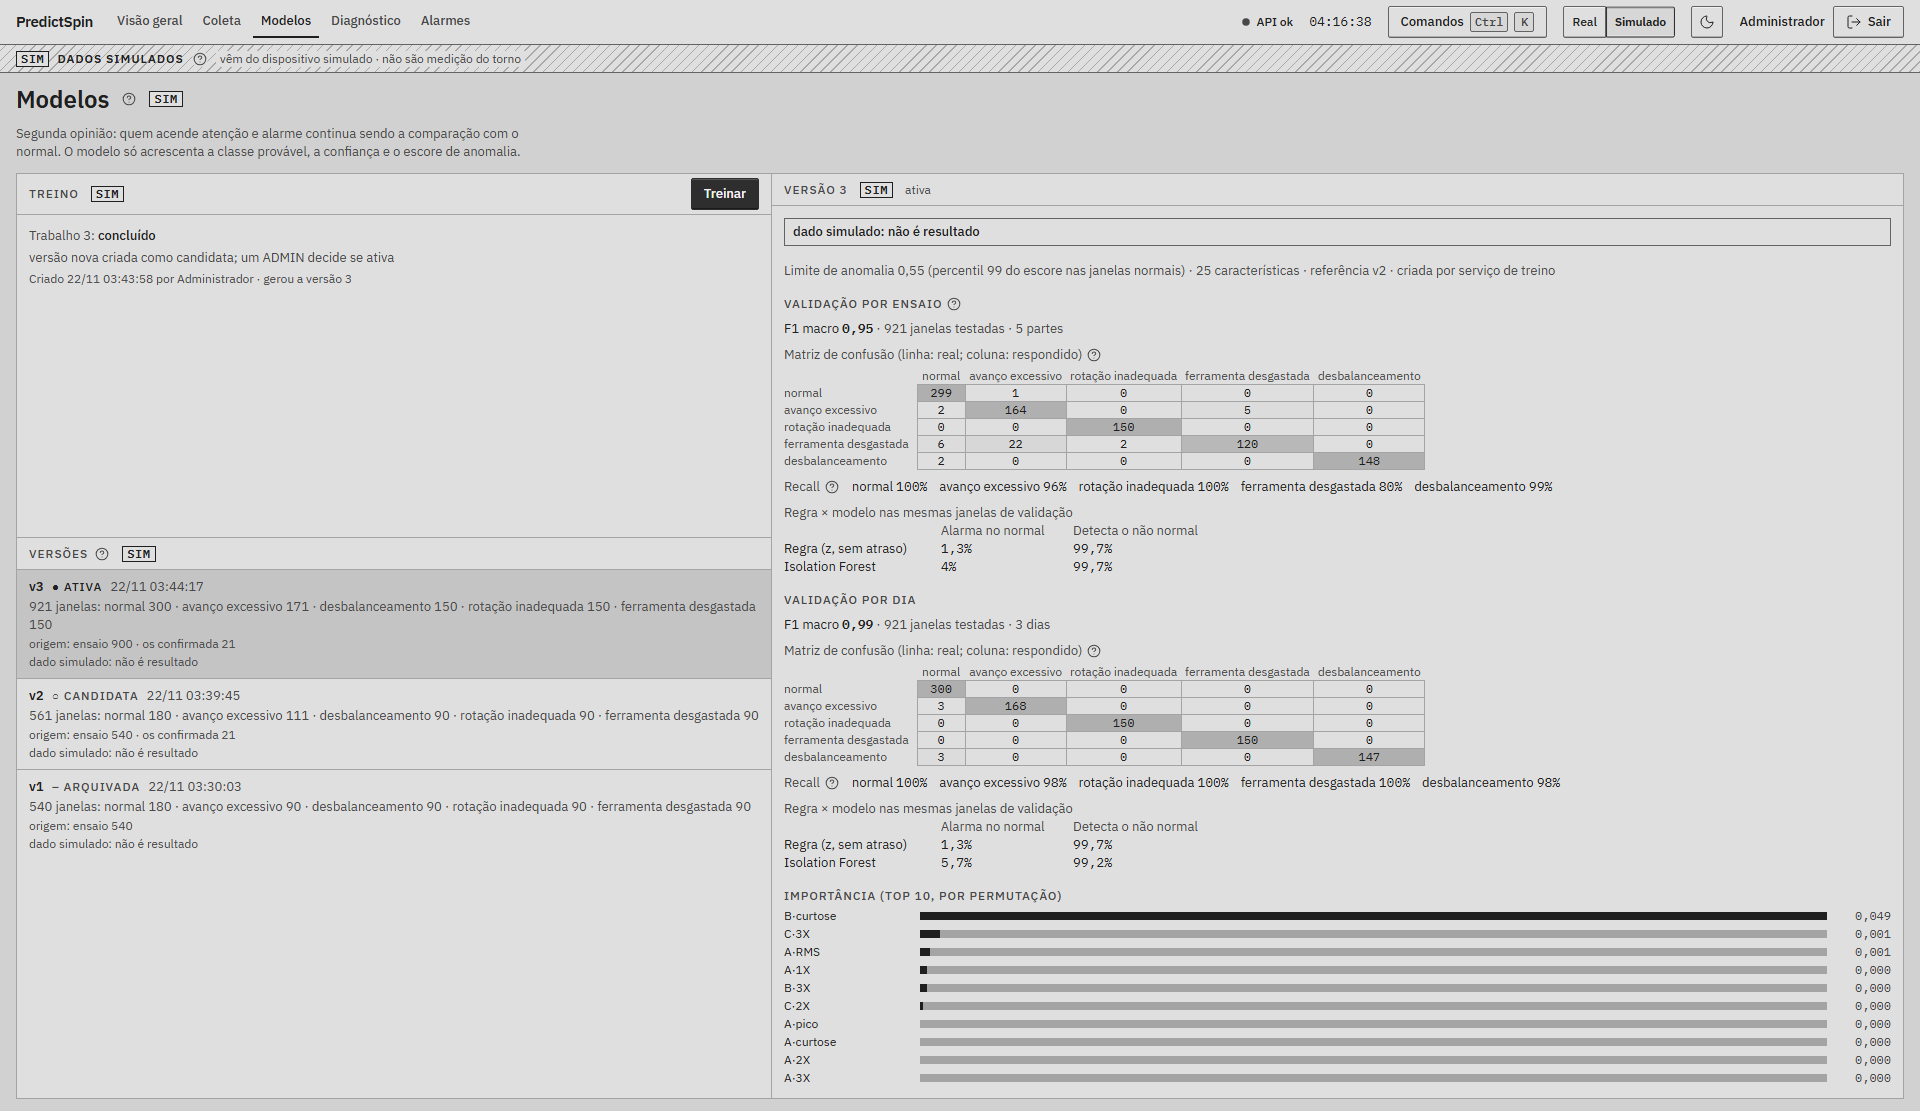 PredictSpin Visão geral Coleta Modelos Diagnóstico Alarmes API ok 04:16:38 Comandos Ctrl K Real Simulado Administrador Sair
SIM DADOS SIMULADOS ? vêm do dispositivo simulado · não são medição do torno
Modelos ? SIM
Segunda opinião: quem acende atenção e alarme continua sendo a comparação com o
normal. O modelo só acrescenta a classe provável, a confiança e o escore de anomalia.
TREINO SIM Treinar
Trabalho 3: concluído
versão nova criada como candidata; um ADMIN decide se ativa
Criado 22/11 03:43:58 por Administrador · gerou a versão 3
VERSÕES ? SIM
v3 ● ATIVA 22/11 03:44:17
921 janelas: normal 300 · avanço excessivo 171 · desbalanceamento 150 · rotação inadequada 150 · ferramenta desgastada
150
origem: ensaio 900 · os confirmada 21
dado simulado: não é resultado
v2 ○ CANDIDATA 22/11 03:39:45
561 janelas: normal 180 · avanço excessivo 111 · desbalanceamento 90 · rotação inadequada 90 · ferramenta desgastada 90
origem: ensaio 540 · os confirmada 21
dado simulado: não é resultado
v1 – ARQUIVADA 22/11 03:30:03
540 janelas: normal 180 · avanço excessivo 90 · desbalanceamento 90 · rotação inadequada 90 · ferramenta desgastada 90
origem: ensaio 540
dado simulado: não é resultado
VERSÃO 3 SIM ativa
dado simulado: não é resultado
Limite de anomalia 0,55 (percentil 99 do escore nas janelas normais) · 25 características · referência v2 · criada por serviço de treino
VALIDAÇÃO POR ENSAIO ?
F1 macro 0,95 · 921 janelas testadas · 5 partes
Matriz de confusão (linha: real; coluna: respondido) ?
normal avanço excessivo rotação inadequada ferramenta desgastada desbalanceamento
normal 299 1 0 0 0
avanço excessivo 2 164 0 5 0
rotação inadequada 0 0 150 0 0
ferramenta desgastada 6 22 2 120 0
desbalanceamento 2 0 0 0 148
Recall ? normal 100% avanço excessivo 96% rotação inadequada 100% ferramenta desgastada 80% desbalanceamento 99%
Regra × modelo nas mesmas janelas de validação
Alarma no normal Detecta o não normal
Regra (z, sem atraso) 1,3% 99,7%
Isolation Forest 4% 99,7%
VALIDAÇÃO POR DIA
F1 macro 0,99 · 921 janelas testadas · 3 dias
Matriz de confusão (linha: real; coluna: respondido) ?
normal avanço excessivo rotação inadequada ferramenta desgastada desbalanceamento
normal 300 0 0 0 0
avanço excessivo 3 168 0 0 0
rotação inadequada 0 0 150 0 0
ferramenta desgastada 0 0 0 150 0
desbalanceamento 3 0 0 0 147
Recall ? normal 100% avanço excessivo 98% rotação inadequada 100% ferramenta desgastada 100% desbalanceamento 98%
Regra × modelo nas mesmas janelas de validação
Alarma no normal Detecta o não normal
Regra (z, sem atraso) 1,3% 99,7%
Isolation Forest 5,7% 99,2%
IMPORTÂNCIA (TOP 10, POR PERMUTAÇÃO)
B·curtose 0,049
C·3X 0,001
A·RMS 0,001
A·1X 0,000
B·3X 0,000
C·2X 0,000
A·pico 0,000
A·curtose 0,000
A·2X 0,000
A·3X 0,000